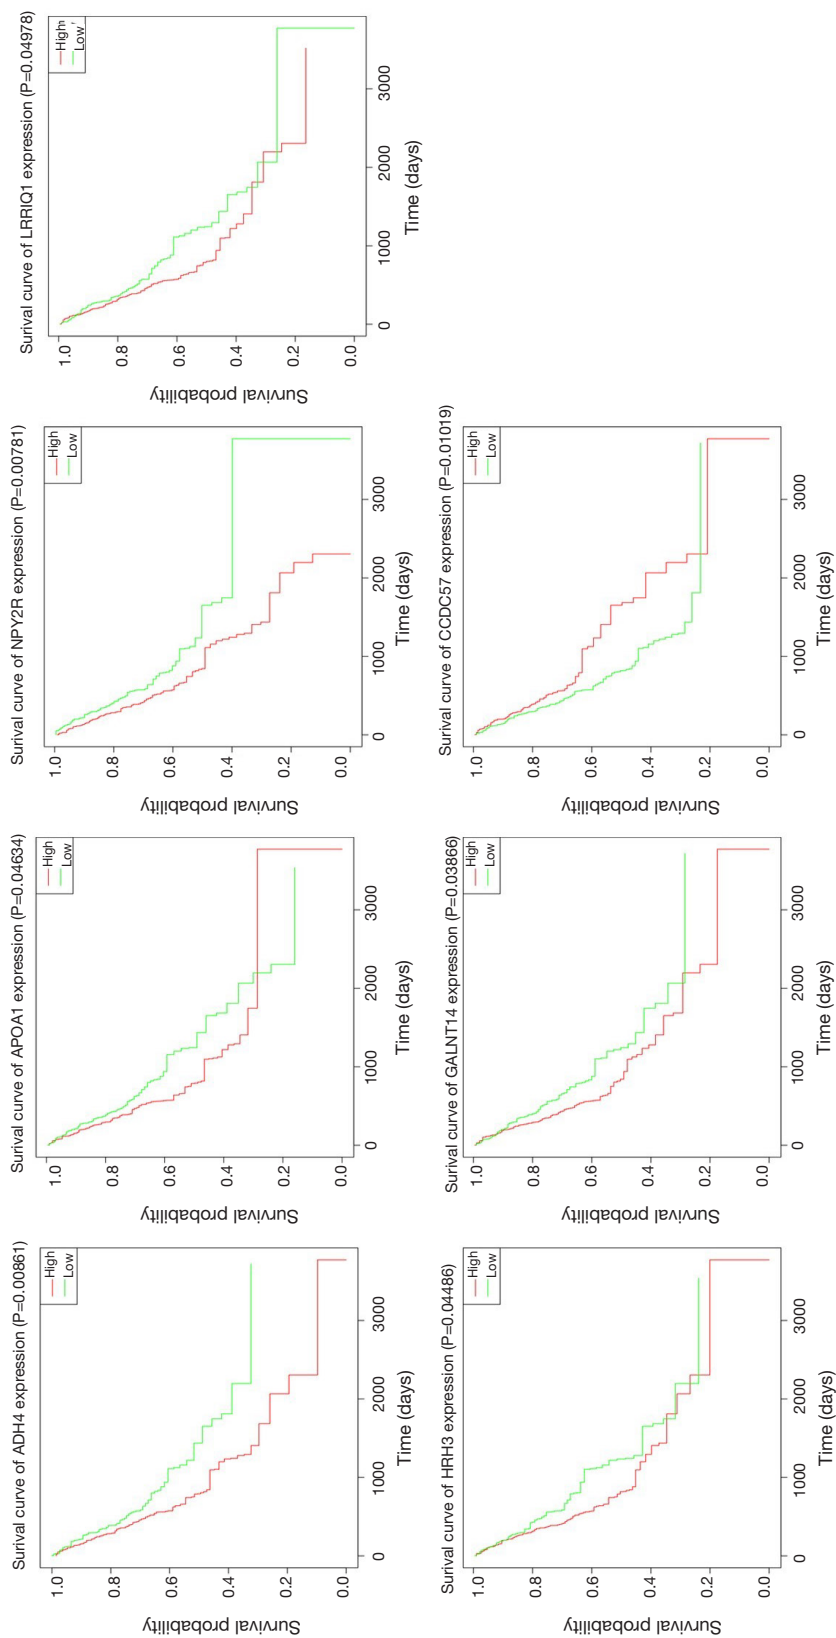 Surival curve of ADH4 expression (P=0.00861)
High
Low
Survival probability
1.0
0.8
0.6
0.4
0.2
0.0
0 1000 2000 3000
Time (days)
Surival curve of APOA1 expression (P=0.04634)
High
Low
Survival probability
1.0
0.8
0.6
0.4
0.2
0.0
0 1000 2000 3000
Time (days)
Surival curve of NPY2R expression (P=0.00781)
High
Low
Survival probability
1.0
0.8
0.6
0.4
0.2
0.0
0 1000 2000 3000
Time (days)
Surival curve of LRRIQ1 expression (P=0.04978)
High
Low
Survival probability
1.0
0.8
0.6
0.4
0.2
0.0
0 1000 2000 3000
Time (days)
Surival curve of HRH3 expression (P=0.04486)
High
Low
Survival probability
1.0
0.8
0.6
0.4
0.2
0.0
0 1000 2000 3000
Time (days)
Surival curve of GALNT14 expression (P=0.03866)
High
Low
Survival probability
1.0
0.8
0.6
0.4
0.2
0.0
0 1000 2000 3000
Time (days)
Surival curve of CCDC57 expression (P=0.01019)
High
Low
Survival probability
1.0
0.8
0.6
0.4
0.2
0.0
0 1000 2000 3000
Time (days)